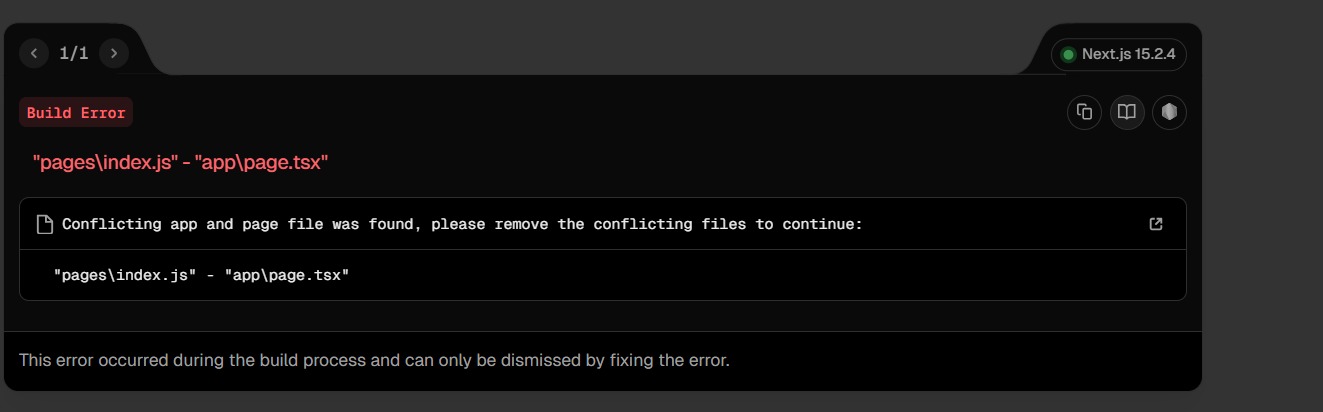 1/1
Next.js 15.2.4
Build Error
"pages\index.js" - "app\page.tsx"
Conflicting app and page file was found, please remove the conflicting files to continue:
"pages\index.js" - "app\page.tsx"
This error occurred during the build process and can only be dismissed by fixing the error.